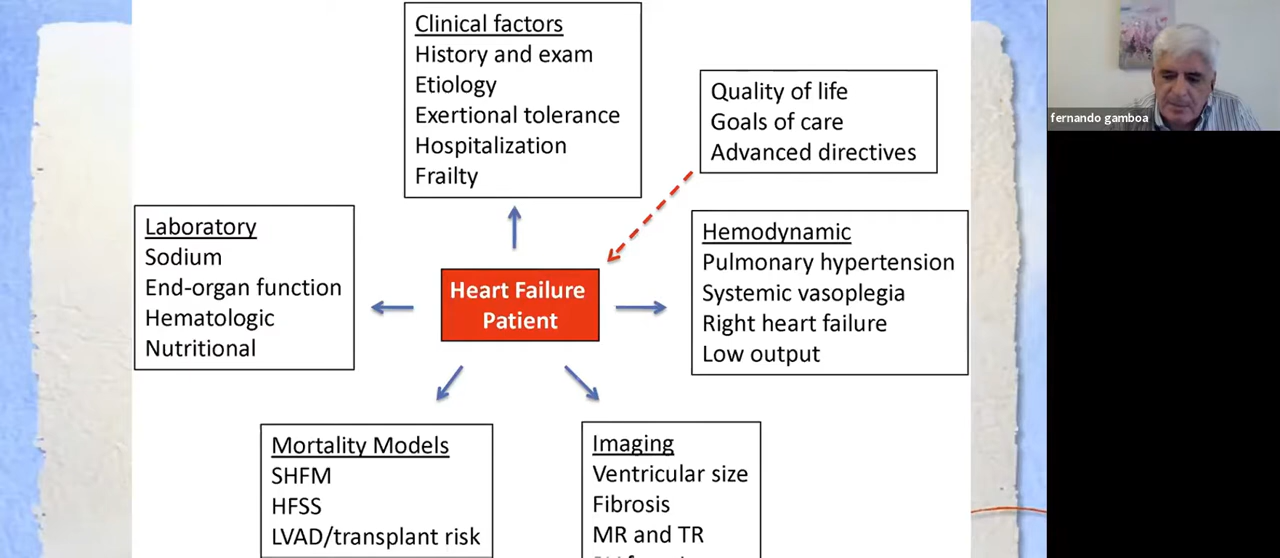 Clinical factors
History and exam
Etiology
Exertional tolerance
Hospitalization
Frailty
Quality of life
Goals of care
Advanced directives
fernando gamboa
Laboratory
Sodium
End-organ function
Hematologic
Nutritional
Heart Failure
Patient
Hemodynamic
Pulmonary hypertension
Systemic vasoplegia
Right heart failure
Low output
Mortality Models
SHFM
HFSS
LVAD/transplant risk
Imaging
Ventricular size
Fibrosis
MR and TR